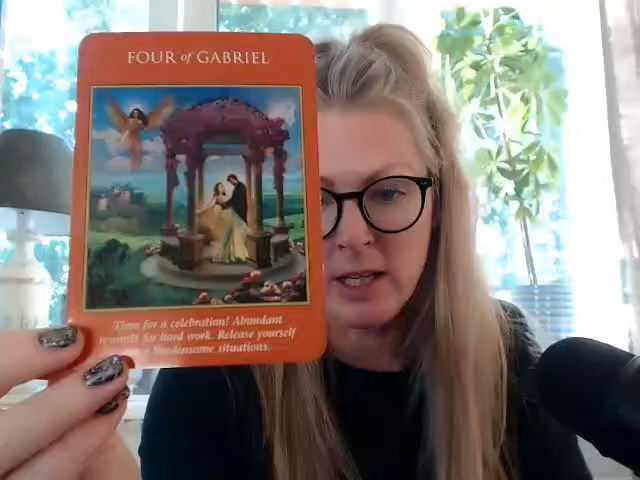 FOUR of GABRIEL
Time for a celebration! Abundant
rewards for hard work. Release yourself
burdensome situations.